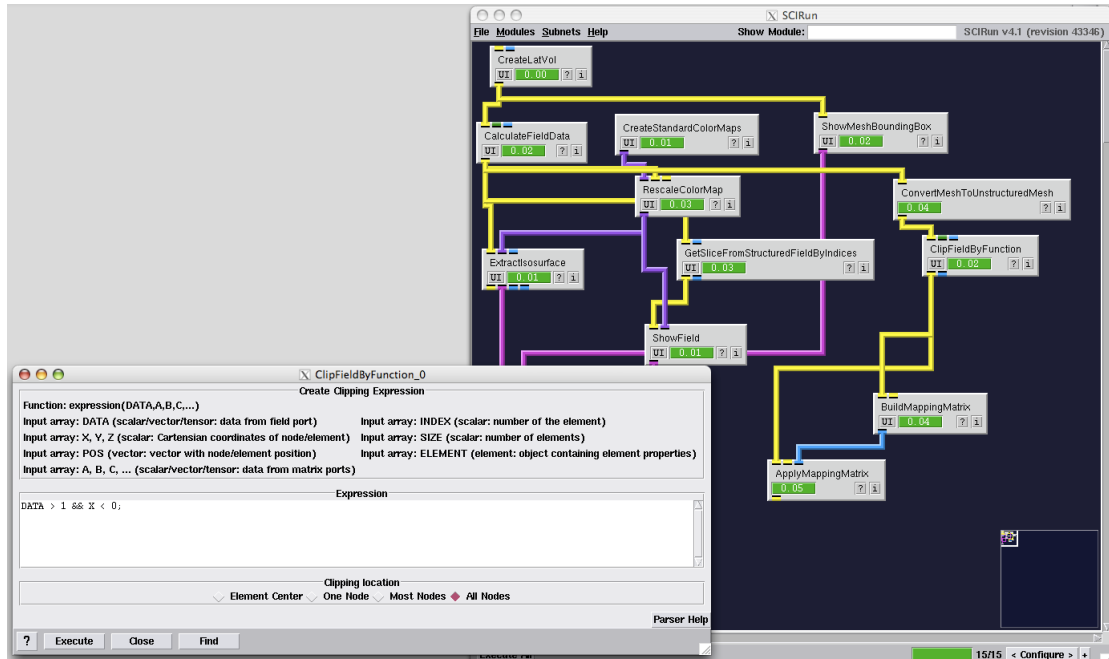 SCIRun
File Modules Subnets Help
Show Module:
SCIRun v4.1 (revision 43346)
CreateLatVol
UI 0.00 ? i
CalculateFieldData
UI 0.02 ? i
CreateStandardColorMaps
UI 0.01 ? i
ShowMeshBoundingBox
UI 0.02 ? i
RescaleColorMap
UI 0.03 ? i
ConvertMeshToUnstructuredMesh
0.04 ? i
ExtractIsosurface
UI 0.01 ? i
GetSliceFromStructuredFieldByIndices
UI 0.03 ? i
ClipFieldByFunction
UI 0.02 ? i
ShowField
UI 0.01 ? i
BuildMappingMatrix
UI 0.04 ? i
ApplyMappingMatrix
0.05 ? i
ClipFieldByFunction_0
Create Clipping Expression
Function: expression(DATA,A,B,C,...)
Input array: DATA (scalar/vector/tensor: data from field port)
Input array: INDEX (scalar: number of the element)
Input array: X, Y, Z (scalar: Cartensian coordinates of node/element)
Input array: SIZE (scalar: number of elements)
Input array: POS (vector: vector with node/element position)
Input array: ELEMENT (element: object containing element properties)
Input array: A, B, C, ... (scalar/vector/tensor: data from matrix ports)
Expression
DATA > 1 && X < 0;
Clipping location
Element Center One Node Most Nodes All Nodes
Parser Help
? Execute Close Find
15/15 < Configure > +